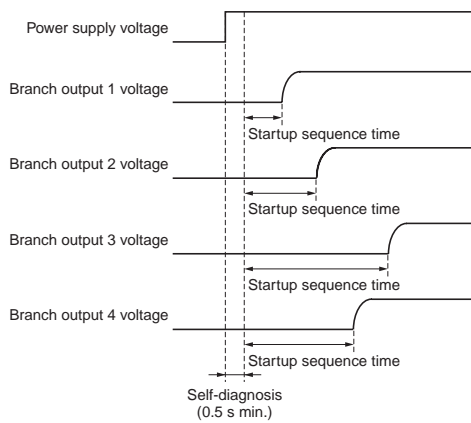 Power supply voltage
Branch output 1 voltage
Startup sequence time
Branch output 2 voltage
Startup sequence time
Branch output 3 voltage
Startup sequence time
Branch output 4 voltage
Startup sequence time
Self-diagnosis
(0.5 s min.)